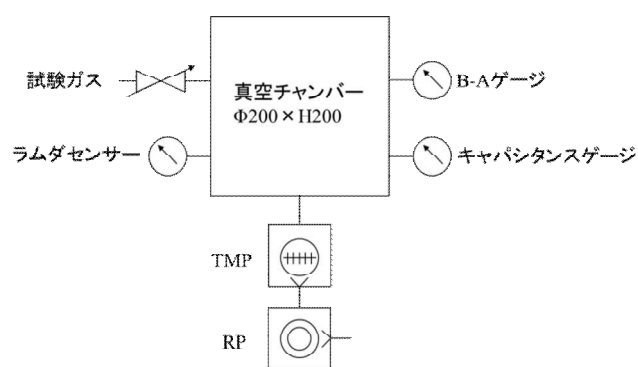 試験ガス
真空チャンバー
Φ200×H200
B-Aゲージ
ラムダセンサー
キャパシタンスゲージ
TMP
RP